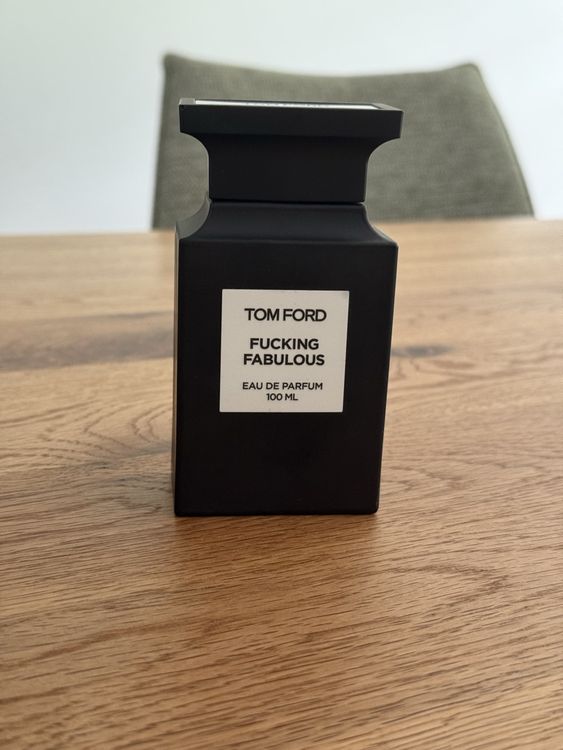 TOM FORD
FUCKING
FABULOUS
EAU DE PARFUM
100 ML